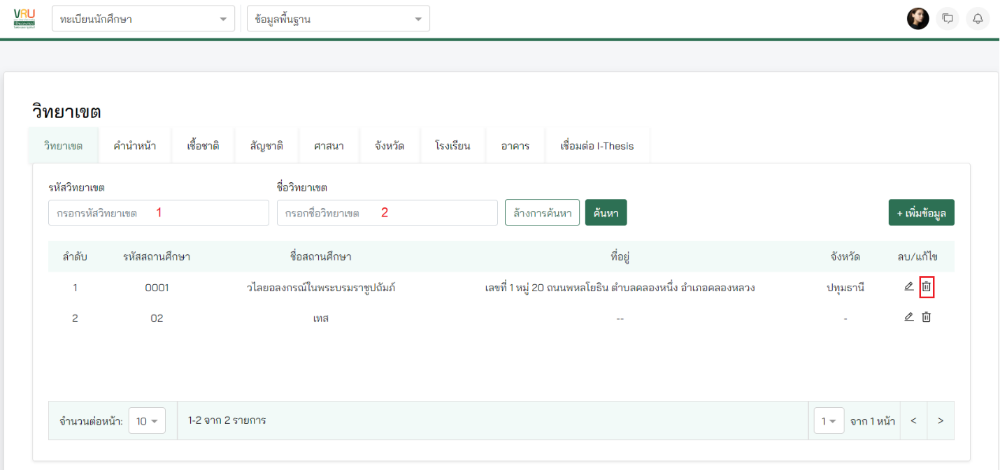 VRU
ทะเบียนนักศึกษา ข้อมูลพื้นฐาน
วิทยาเขต
วิทยาเขต คำนำหน้า เชื้อชาติ สัญชาติ ศาสนา จังหวัด โรงเรียน อาคาร เชื่อมต่อ I-Thesis
รหัสวิทยาเขต ชื่อวิทยาเขต
กรอกรหัสวิทยาเขต 1 กรอกชื่อวิทยาเขต 2 ล้างการค้นหา ค้นหา + เพิ่มข้อมูล
ลำดับ รหัสสถานศึกษา ชื่อสถานศึกษา ที่อยู่ จังหวัด ลบ/แก้ไข
1 0001 วไลยอลงกรณ์ในพระบรมราชูปถัมภ์ เลขที่ 1 หมู่ 20 ถนนพหลโยธิน ตำบลคลองหนึ่ง อำเภอคลองหลวง ปทุมธานี
2 02 เทส -- -
จำนวนต่อหน้า: 10 1-2 จาก 2 รายการ 1 จาก 1 หน้า < >